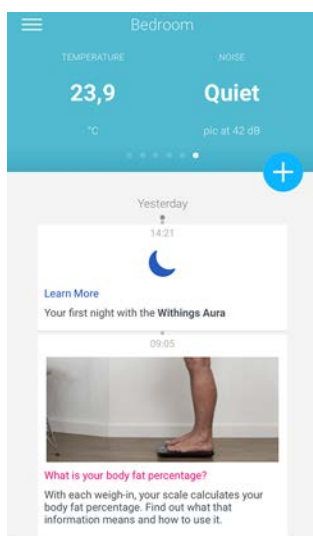 Bedroom
TEMPERATURE NOISE
23,9 Quiet
°C pic at 42 dB
Yesterday
14:21
Learn More
Your first night with the Withings Aura
09:05
What is your body fat percentage?
With each weigh-in, your scale calculates your
body fat percentage. Find out what that
information means and how to use it.